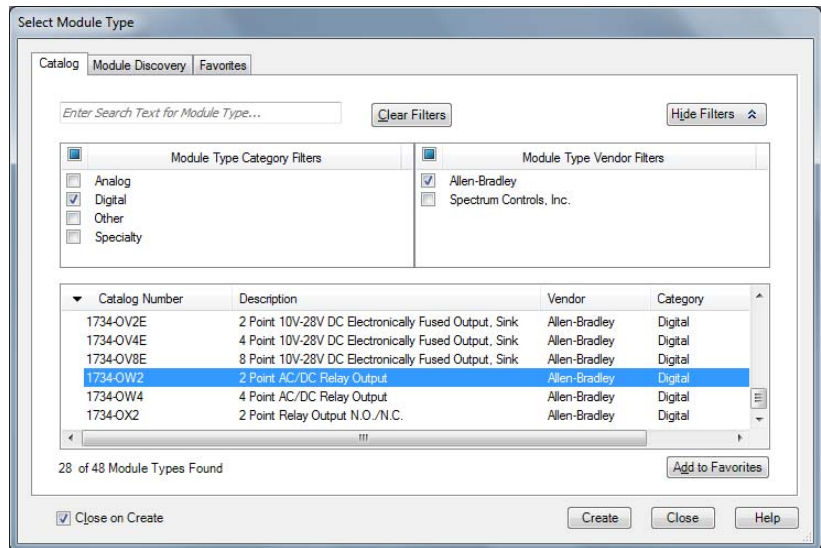 Select Module Type
Catalog Module Discovery Favorites
Enter Search Text for Module Type... Clear Filters Hide Filters
Module Type Category Filters Module Type Vendor Filters
Analog Allen-Bradley
Digital Spectrum Controls, Inc.
Other
Specialty
Catalog Number Description Vendor Category
1734-OV2E 2 Point 10V-28V DC Electronically Fused Output, Sink Allen-Bradley Digital
1734-OV4E 4 Point 10V-28V DC Electronically Fused Output, Sink Allen-Bradley Digital
1734-OV8E 8 Point 10V-28V DC Electronically Fused Output, Sink Allen-Bradley Digital
1734-OW2 2 Point AC/DC Relay Output Allen-Bradley Digital
1734-OW4 4 Point AC/DC Relay Output Allen-Bradley Digital
1734-OX2 2 Point Relay Output N.O./N.C. Allen-Bradley Digital
28 of 48 Module Types Found Add to Favorites
Close on Create Create Close Help